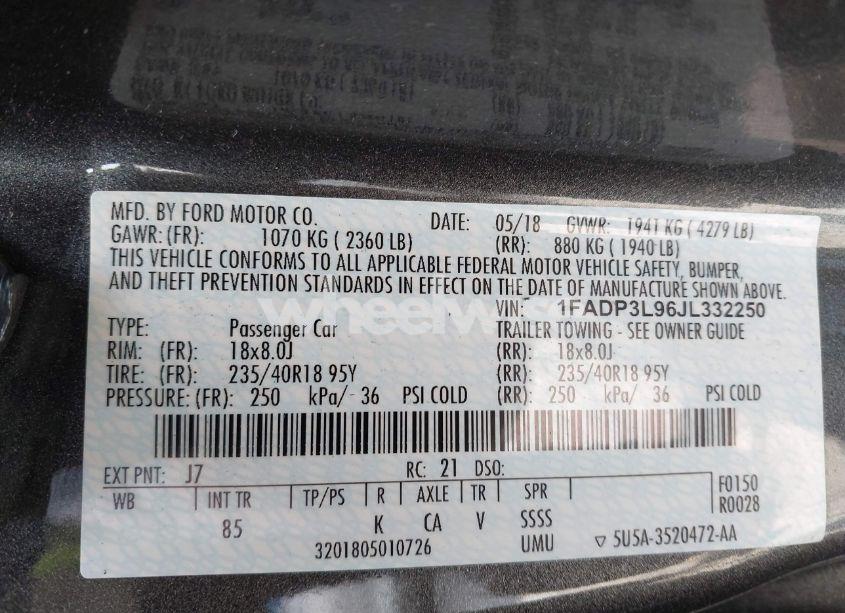 MFD. BY FORD MOTOR CO. DATE: 05/18 GVWR: 1941 KG ( 4279 LB)
GAWR: (FR): 1070 KG ( 2360 LB) (RR): 880 KG ( 1940 LB)
THIS VEHICLE CONFORMS TO ALL APPLICABLE FEDERAL MOTOR VEHICLE SAFETY, BUMPER,
AND THEFT PREVENTION STANDARDS IN EFFECT ON THE DATE OF MANUFACTURE SHOWN ABOVE.
VIN: 1FADP3L96JL332250
TYPE: Passenger Car TRAILER TOWING - SEE OWNER GUIDE
RIM: (FR): 18x8.0J (RR): 18x8.0J
TIRE: (FR): 235/40R18 95Y (RR): 235/40R18 95Y
PRESSURE: (FR): 250 kPa/ 36 PSI COLD (RR): 250 kPa/ 36 PSI COLD
EXT PNT: J7 RC: 21 DSO: F0150
WB INT TR TP/PS R AXLE TR SPR R0028
85 K CA V SSSS
3201805010726 UMU ▽ 5U5A-3520472-AA